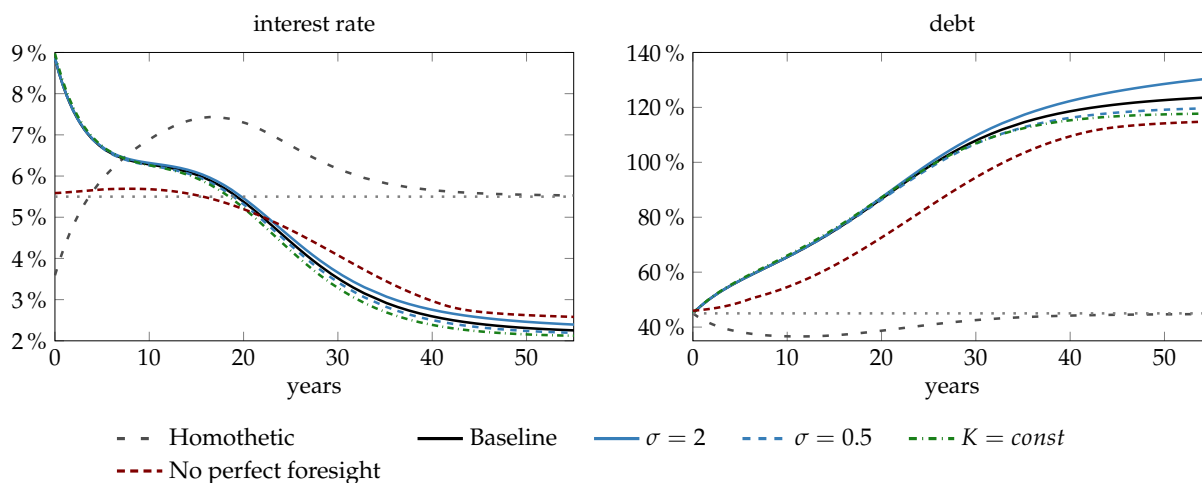 interest rate
9 %
8 %
7 %
6 %
5 %
4 %
3 %
2 %
0 10 20 30 40 50
years
debt
140 %
120 %
100 %
80 %
60 %
40 %
0 10 20 30 40 50
years
Homothetic Baseline σ = 2 σ = 0.5 K = const
No perfect foresight